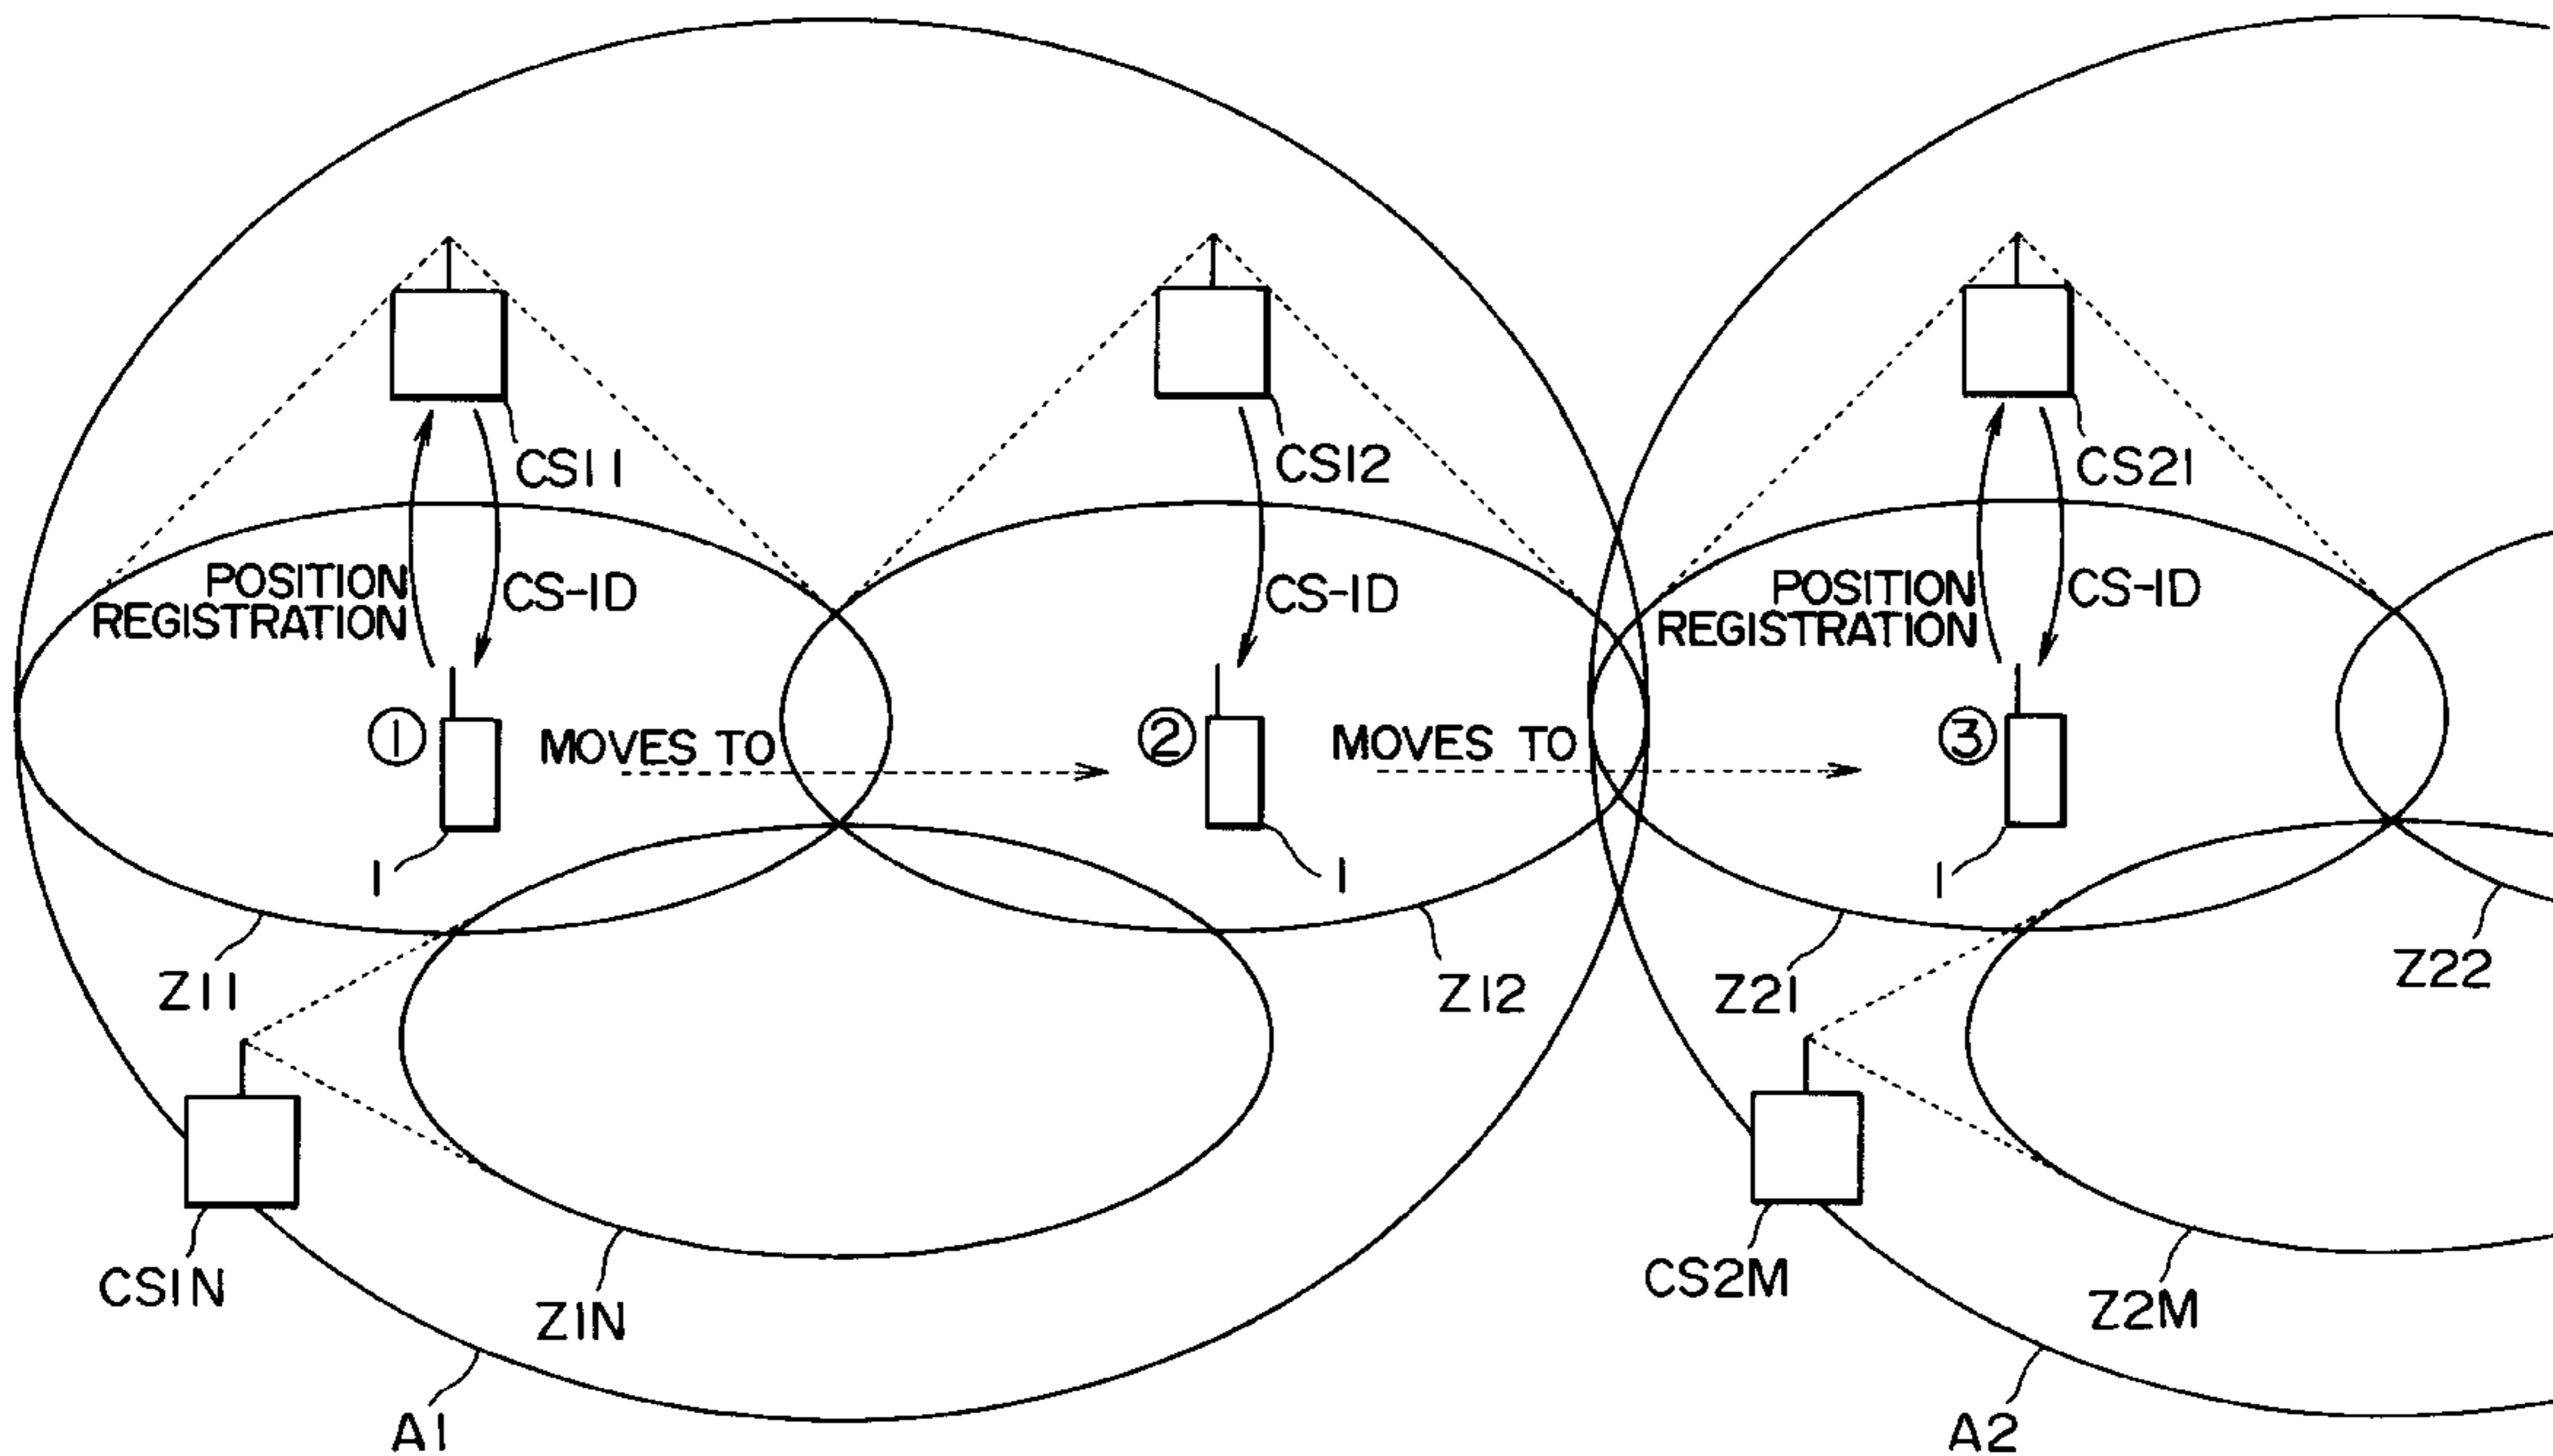 CS11
CS12
CS21
POSITION
REGISTRATION
CS-ID
CS-ID
POSITION
REGISTRATION
CS-ID
① MOVES TO
② MOVES TO
③
1
1
1
Z11
Z12
Z21
Z22
CS1N
Z1N
CS2M
Z2M
A1
A2